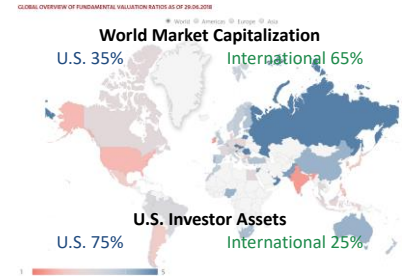 GLOBAL OVERVIEW OF FUNDAMENTAL VALUATION RATIOS AS OF 29.06.2018
World Americas Europe Asia
World Market Capitalization
U.S. 35% International 65%
U.S. Investor Assets
U.S. 75% International 25%
1 5